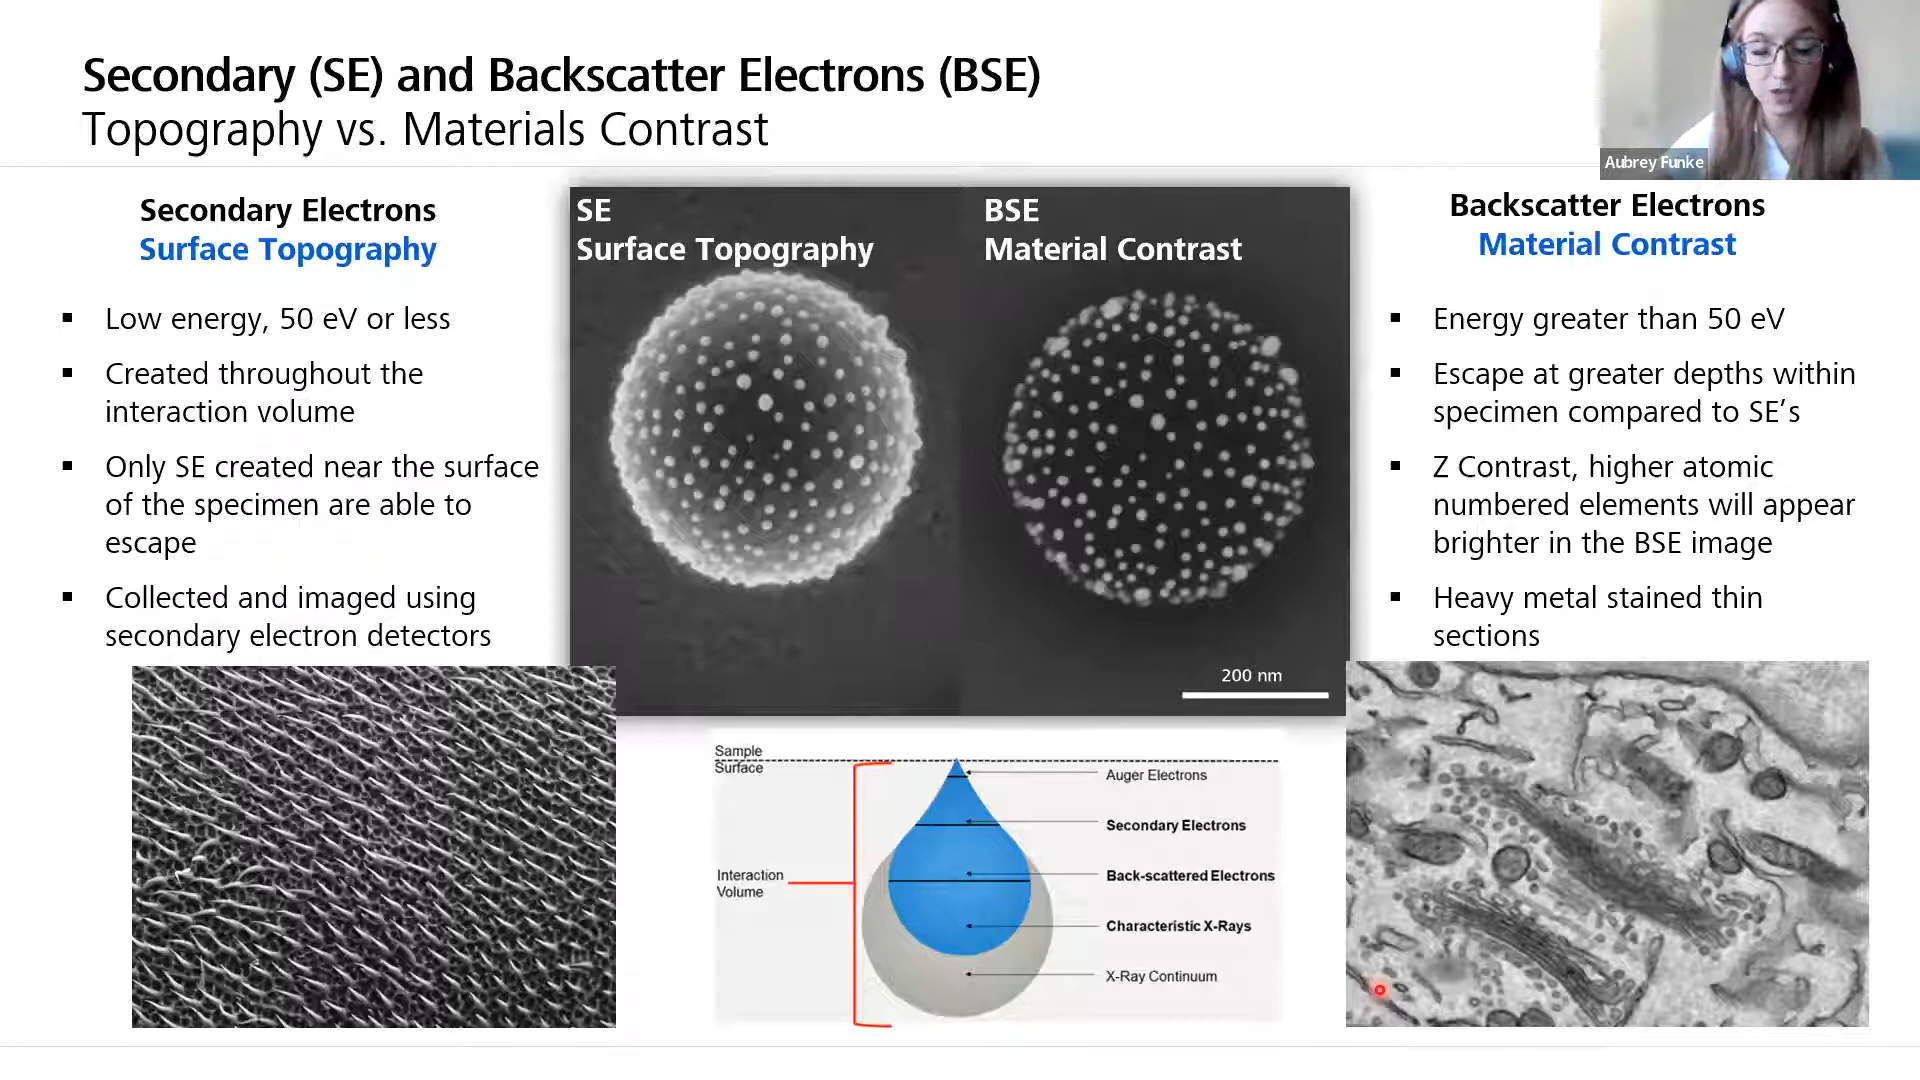 Secondary (SE) and Backscatter Electrons (BSE)
Topography vs. Materials Contrast
Aubrey Funke
Secondary Electrons
Surface Topography
▪ Low energy, 50 eV or less
▪ Created throughout the
interaction volume
▪ Only SE created near the surface
of the specimen are able to
escape
▪ Collected and imaged using
secondary electron detectors
SE
Surface Topography
BSE
Material Contrast
200 nm
Backscatter Electrons
Material Contrast
▪ Energy greater than 50 eV
▪ Escape at greater depths within
specimen compared to SE’s
▪ Z Contrast, higher atomic
numbered elements will appear
brighter in the BSE image
▪ Heavy metal stained thin
sections
Sample
Surface
Interaction
Volume
Auger Electrons
Secondary Electrons
Back-scattered Electrons
Characteristic X-Rays
X-Ray Continuum